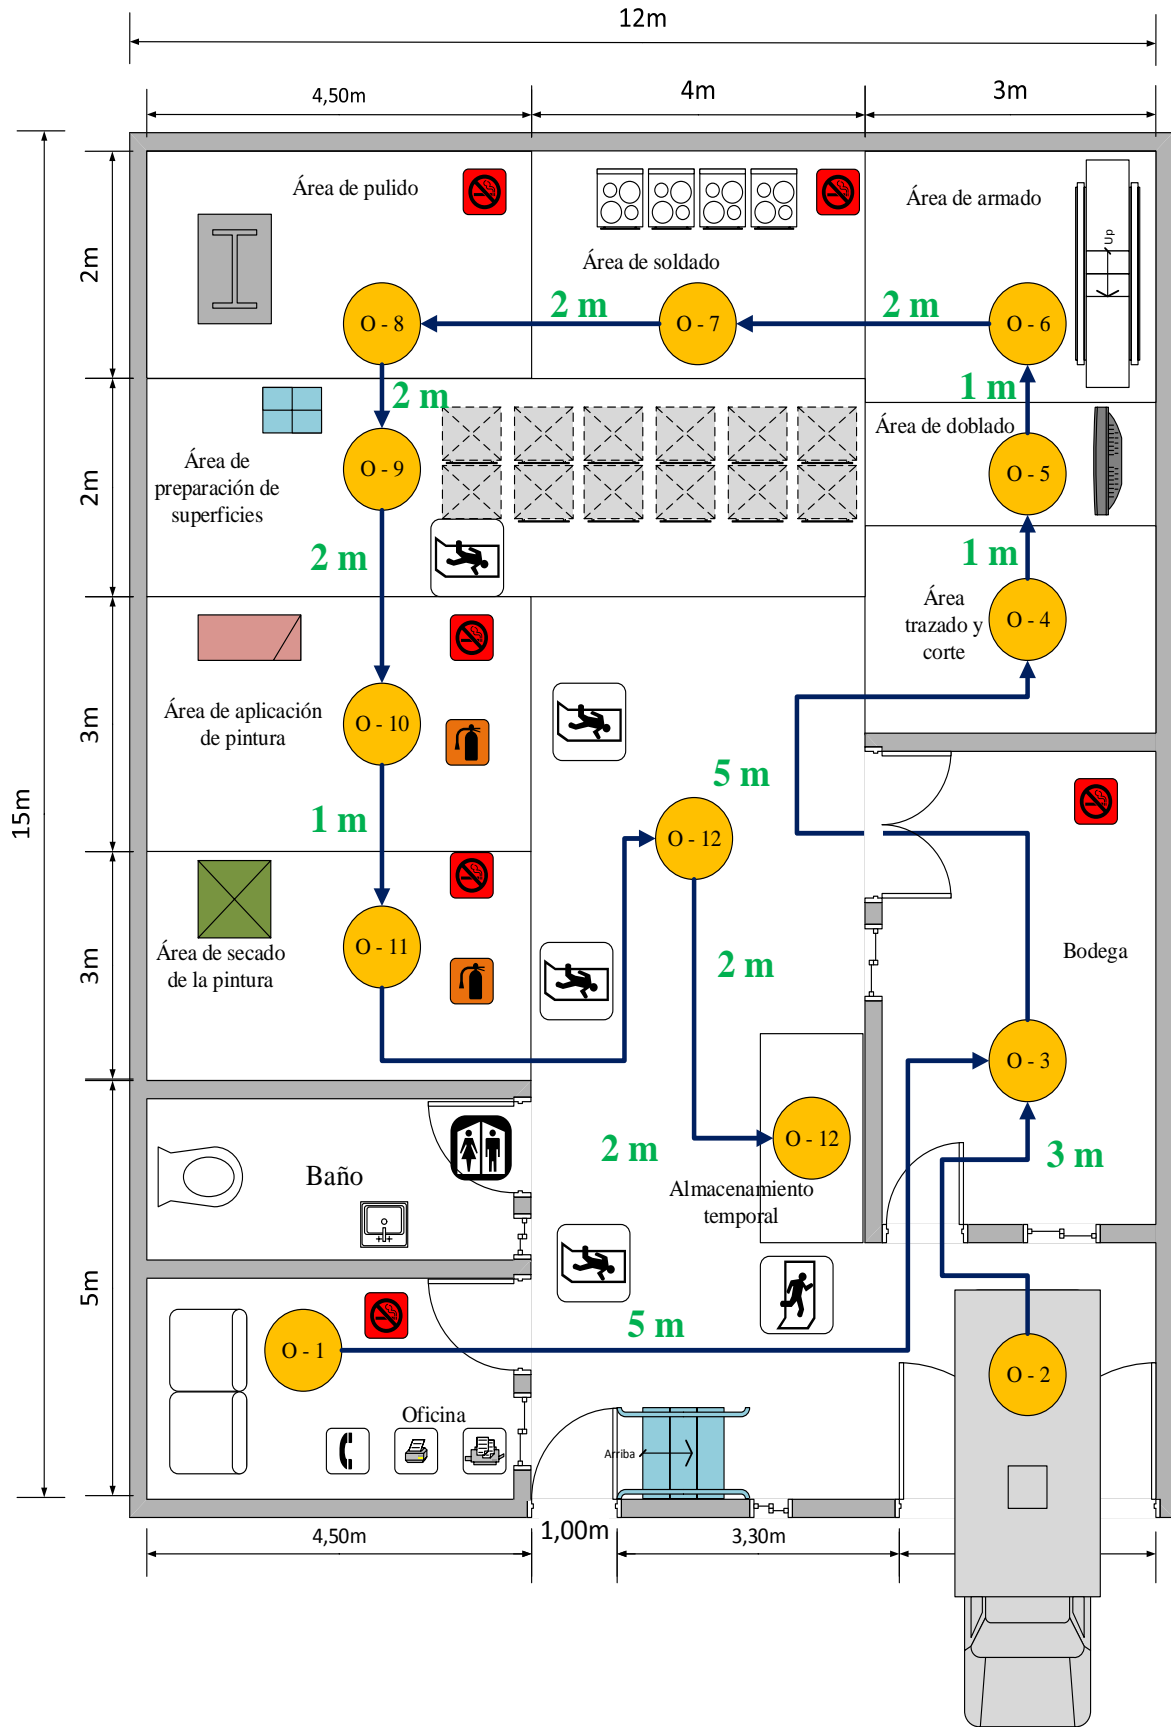 12m
4,50m
4m
3m
Área de pulido
Área de soldado
Área de armado
Up
2m
O - 8
2 m
O - 7
2 m
O - 6
2 m
1 m
Área de doblado
2m
Área de
preparación de
superficies
O - 9
O - 5
2 m
1 m
Área
trazado y
corte
O - 4
3m
Área de aplicación
de pintura
O - 10
5 m
15m
1 m
O - 12
3m
Área de secado
de la pintura
O - 11
2 m
Bodega
O - 3
2 m
O - 12
3 m
Baño
Almacenamiento
temporal
5m
O - 1
5 m
O - 2
Oficina
Arriba
4,50m
1,00m
3,30m